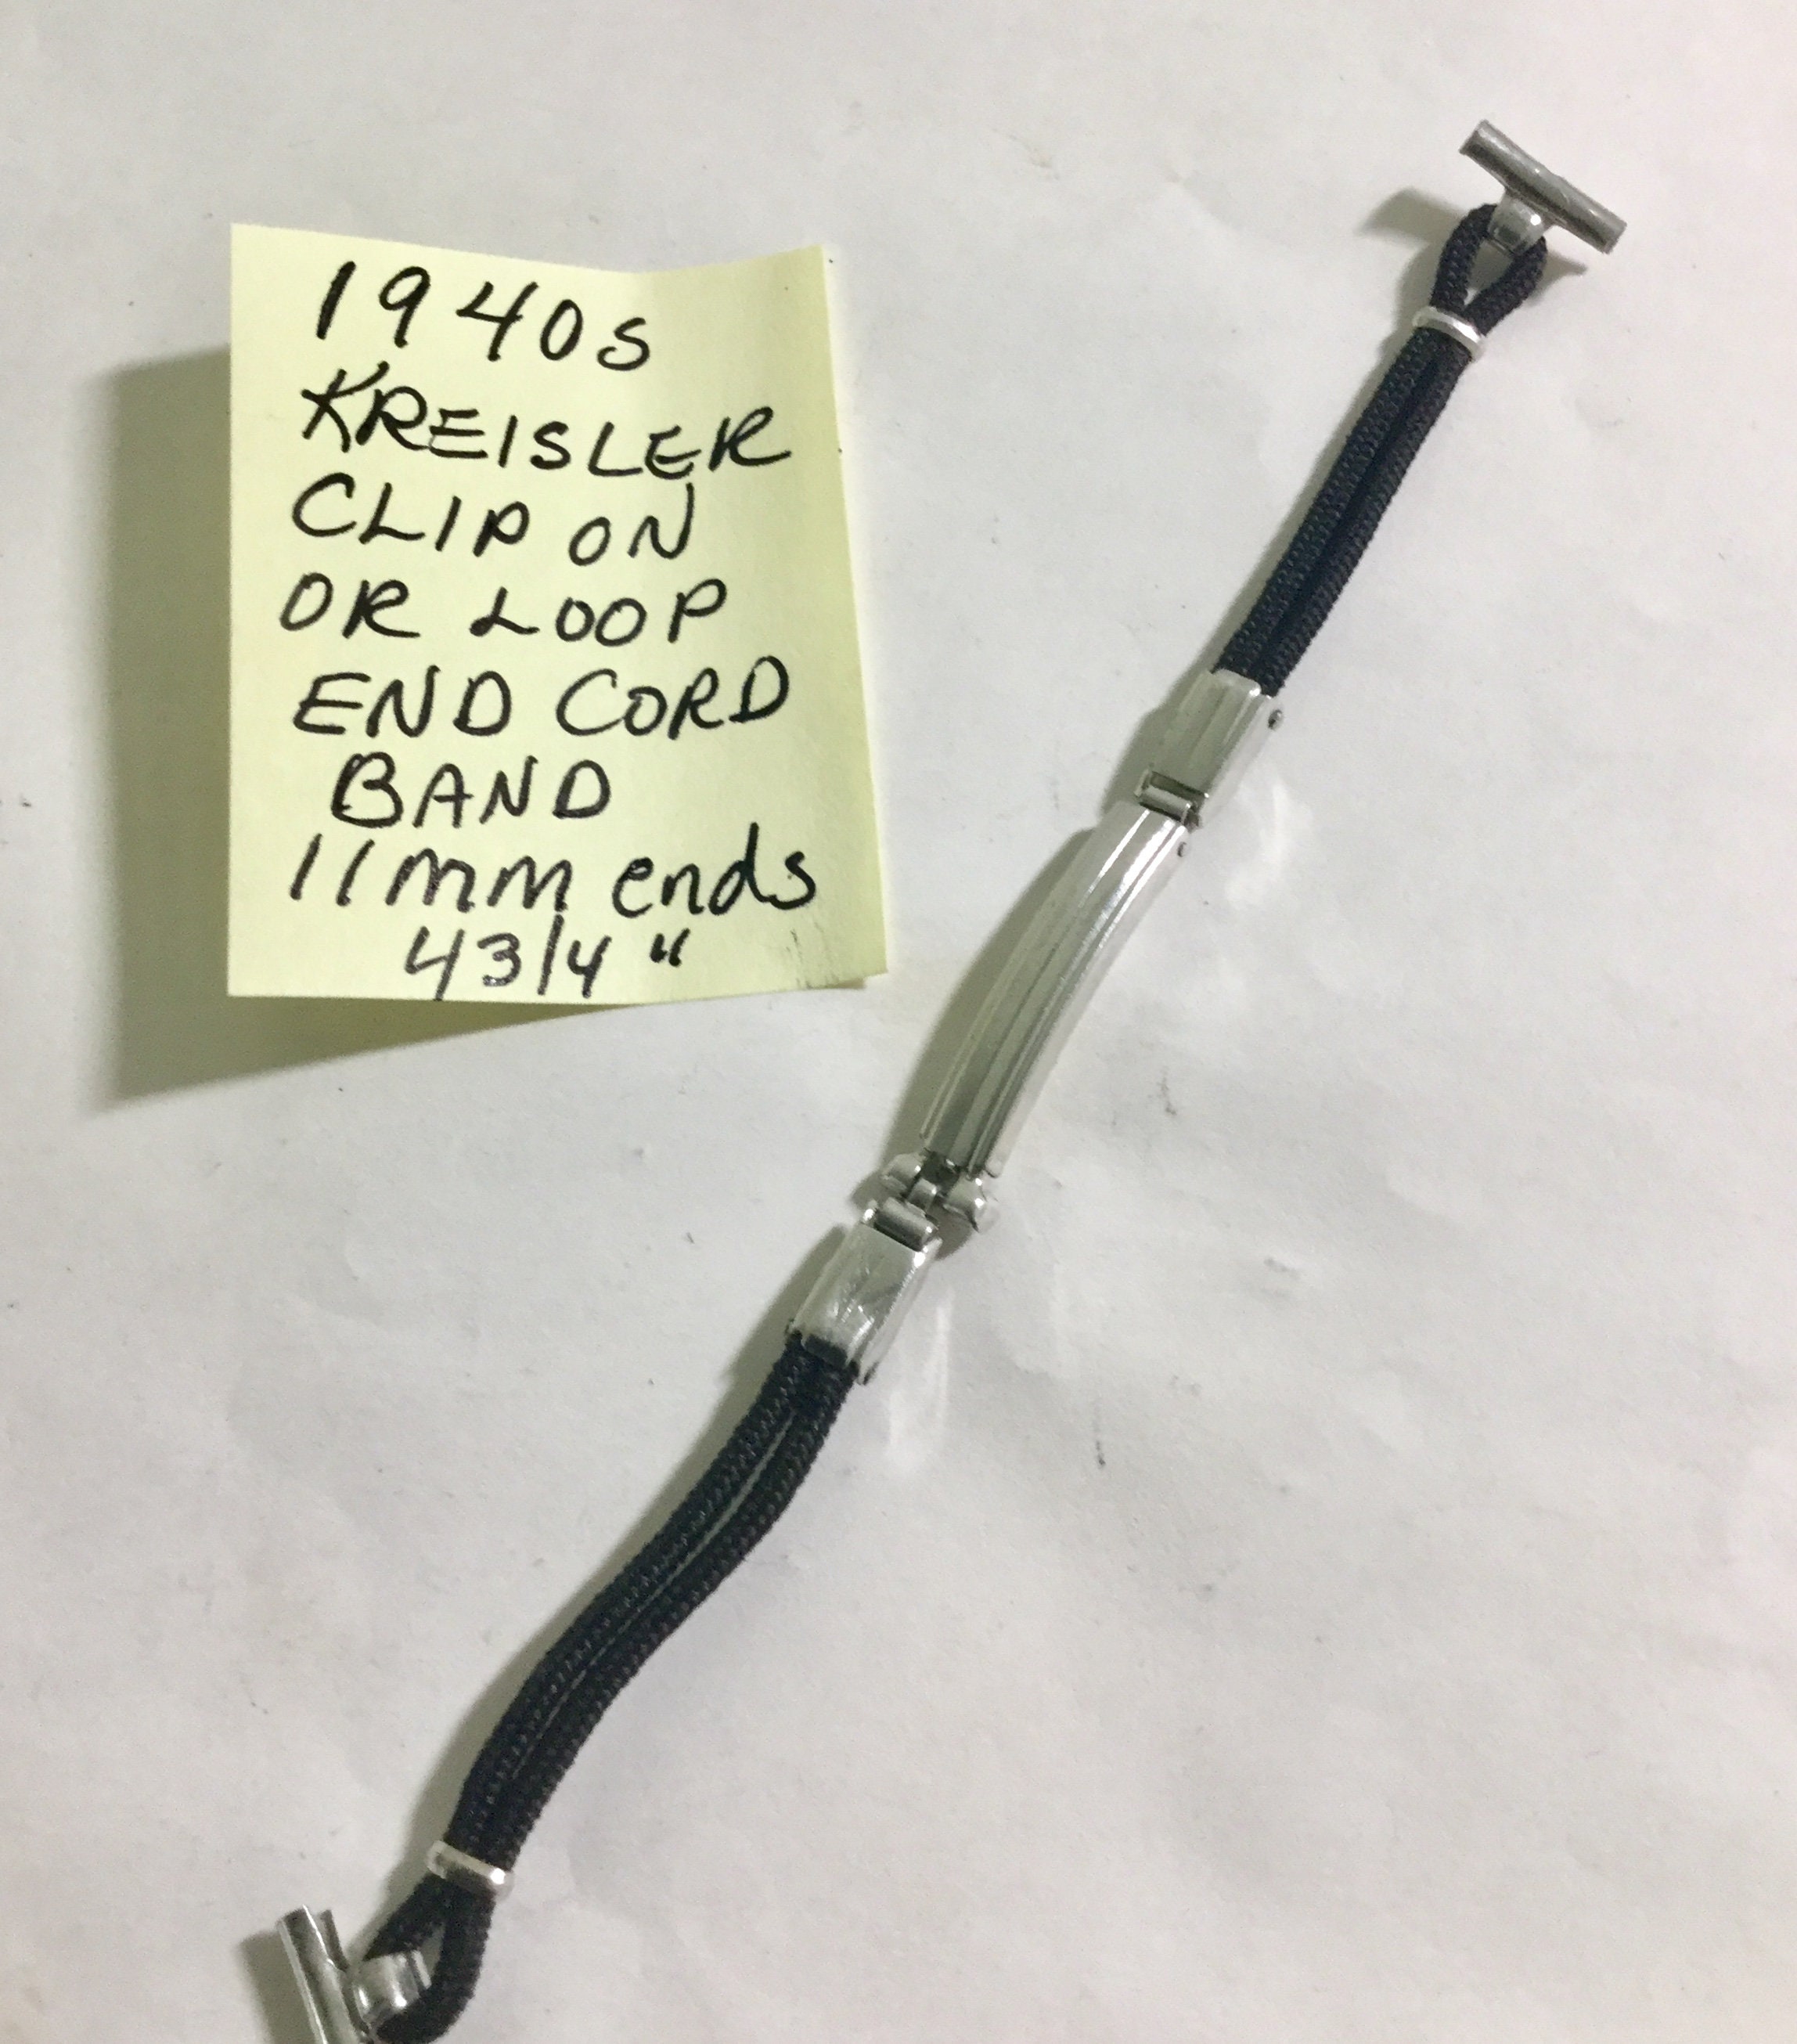 1940s
KREISLER
CLIP ON
OR LOOP
END CORD
BAND
11mm ends
43/4"